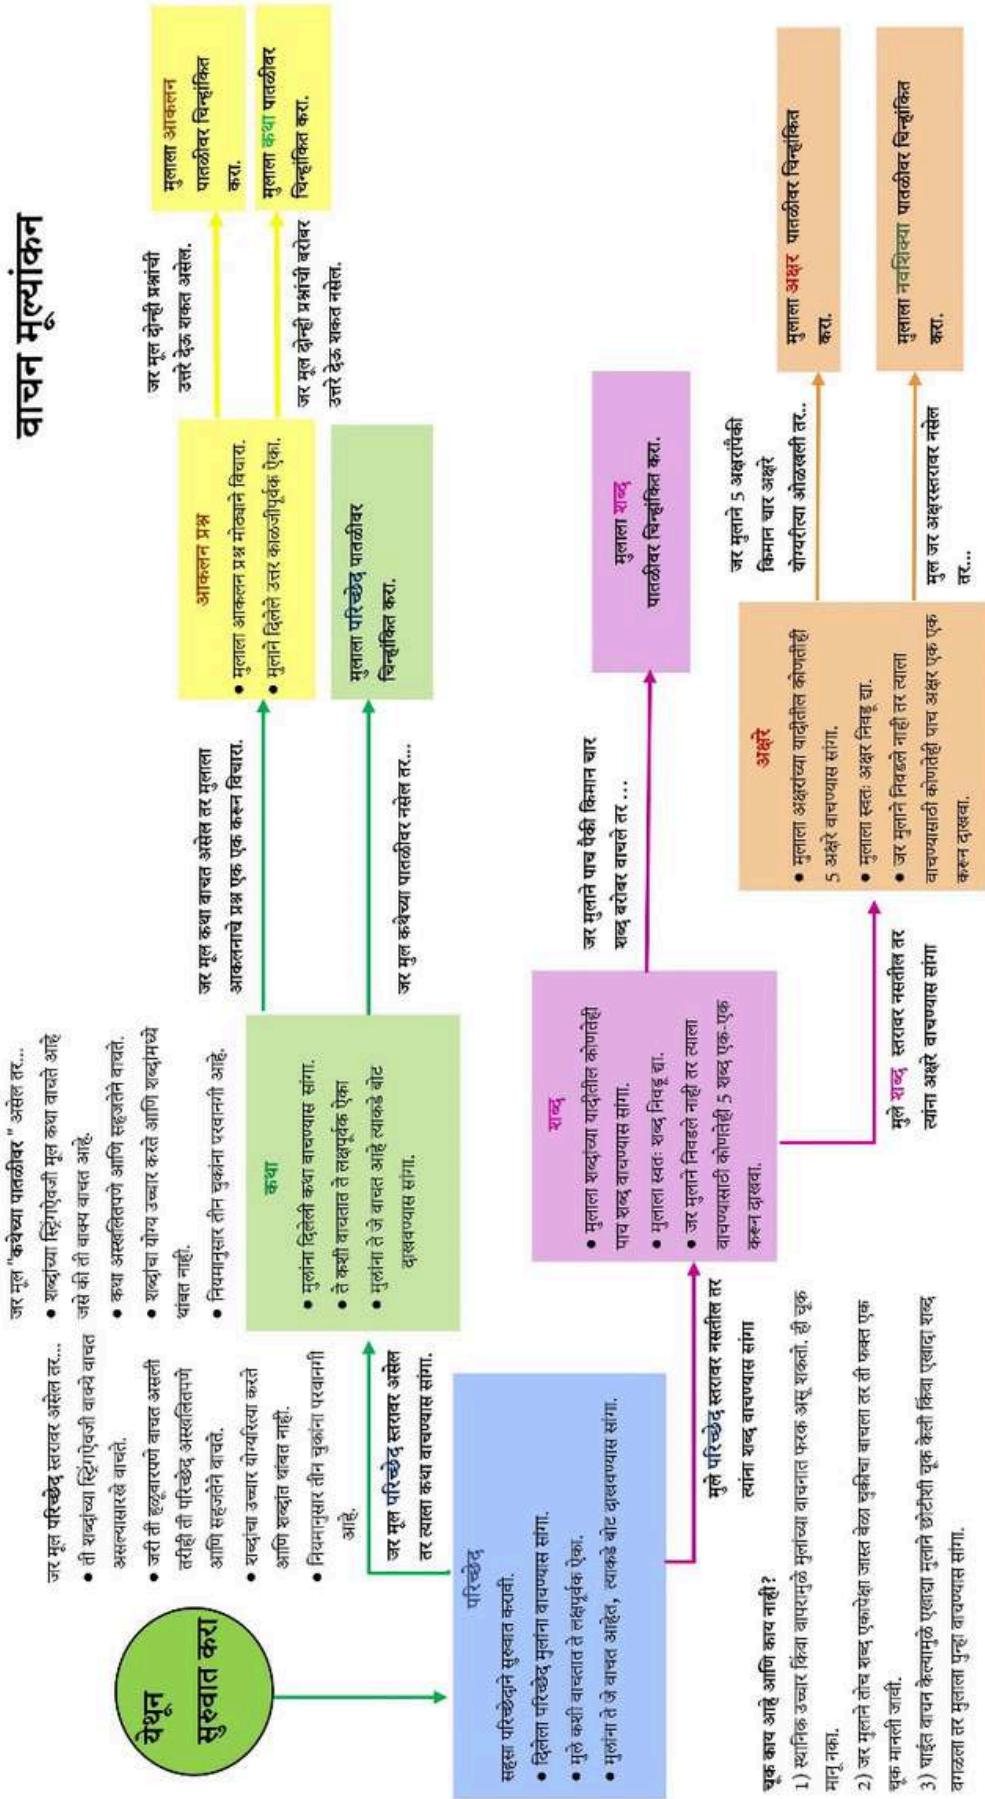 वाचन मूल्यांकन
येथून
सुरुवात करा
जर मूल परिच्छेद स्तरावर असेल तर...
● ती शब्दांच्या स्ट्रिंगऐवजी वाक्ये वाचत
असल्यासारखे वाचते.
● जरी ती हळूवारपणे वाचत असली
तरीही ती परिच्छेद अस्खलितपणे
आणि सहजतेने वाचते.
● शब्दांचा उच्चार योग्यरित्या करते
आणि शब्दांत थांबत नाही.
● नियमानुसार तीन चुकांना परवानगी
आहे.
जर मूल "कथेच्या पातळीवर" असेल तर...
● शब्दांच्या स्ट्रिंगऐवजी मूल कथा वाचते आहे
जसे की ती वाक्य वाचत आहे.
● कथा अस्खलितपणे आणि सहजतेने वाचते.
● शब्दांचा योग्य उच्चार करते आणि शब्दांमध्ये
थांबत नाही.
● नियमानुसार तीन चुकांना परवानगी आहे.
परिच्छेद
सहसा परिच्छेदाने सुरुवात करावी.
● दिलेला परिच्छेद मुलांना वाचण्यास सांगा.
● मुले कशी वाचतात ते लक्षपूर्वक ऐका.
● मुलांना ते जे वाचत आहेत, त्याकडे बोट दाखवण्यास सांगा.
जर मूल परिच्छेद स्तरावर असेल
तर त्याला कथा वाचण्यास सांगा.
कथा
● मुलांना दिलेली कथा वाचण्यास सांगा.
● ते कशी वाचतात ते लक्षपूर्वक ऐका
● मुलांना ते जे वाचत आहे त्याकडे बोट
दाखवण्यास सांगा.
जर मूल कथा वाचत असेल तर मुलाला
आकलनाचे प्रश्न एक एक करून विचारा.
आकलन प्रश्न
● मुलाला आकलन प्रश्न मोठ्याने विचारा.
● मुलाने दिलेले उत्तर काळजीपूर्वक ऐका.
जर मूल दोन्ही प्रश्नांची
उत्तरे देऊ शकत असेल.
मुलाला आकलन
पातळीवर चिन्हांकित
करा.
जर मूल दोन्ही प्रश्नांची बरोबर
उत्तरे देऊ शकत नसेल.
मुलाला कथा पातळीवर
चिन्हांकित करा.
जर मुल कथेच्या पातळीवर नसेल तर...
मुलाला परिच्छेद पातळीवर
चिन्हांकित करा.
मुले परिच्छेद स्तरावर नसतील तर
त्यांना शब्द वाचण्यास सांगा
शब्द
● मुलाला शब्दांच्या यादीतील कोणतेही
पाच शब्द वाचण्यास सांगा.
● मुलाला स्वतः शब्द निवडू द्या.
● जर मुलाने निवडले नाही तर त्याला
वाचण्यासाठी कोणतेही 5 शब्द एक-एक
करून दाखवा.
जर मुलाने पाच पैकी किमान चार
शब्द बरोबर वाचले तर ...
मुलाला शब्द
पातळीवर चिन्हांकित करा.
मुले शब्द स्तरावर नसतील तर
त्यांना अक्षरे वाचण्यास सांगा
अक्षरे
● मुलाला अक्षरांच्या यादीतील कोणतीही
5 अक्षरे वाचण्यास सांगा.
● मुलाला स्वतः अक्षर निवडू द्या.
● जर मुलाने निवडले नाही तर त्याला
वाचण्यासाठी कोणतेही पाच अक्षर एक एक
करून दाखवा.
जर मुलाने 5 अक्षरांपैकी
किमान चार अक्षरे
योग्यरीत्या ओळखली तर...
मुलाला अक्षर पातळीवर चिन्हांकित
करा.
मुल जर अक्षरस्तरावर नसेल
तर...
मुलाला नवशिक्या पातळीवर चिन्हांकित
करा.
चूक काय आहे आणि काय नाही?
1) स्थानिक उच्चार किंवा वापरामुळे मुलांच्या वाचनात फरक असू शकतो. ही चूक
मानू नका.
2) जर मुलाने तोच शब्द एकापेक्षा जास्त वेळा चुकीचा वाचला तर ती फक्त एक
चूक मानली जावी.
3) घाईत वाचन केल्यामुळे एखाद्या मुलाने छोटीशी चूक केली किंवा एखादा शब्द
वगळला तर मुलाला पुन्हा वाचण्यास सांगा.